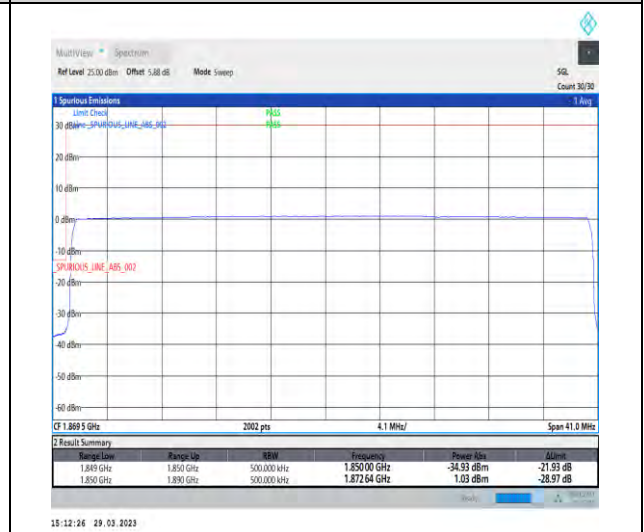 MultiView Spectrum
Ref Level 25.00 dBm Offset 5.88 dB Mode Sweep SGL
Count 30/30
1 Spurious Emissions 1 Avg
Limit Check PASS
30 dBm Line _SPURIOUS_LINE_ABS_002 PASS
20 dBm
10 dBm
0 dBm
-10 dBm
_SPURIOUS_LINE_ABS_002
-20 dBm
-30 dBm
-40 dBm
-50 dBm
-60 dBm
CF 1.869 5 GHz 2002 pts 4.1 MHz/ Span 41.0 MHz
2 Result Summary
Range Low Range Up RBW Frequency Power Abs ΔLimit
1.849 GHz 1.850 GHz 500.000 kHz 1.850 00 GHz -34.93 dBm -21.93 dB
1.850 GHz 1.890 GHz 500.000 kHz 1.872 64 GHz 1.03 dBm -28.97 dB
Ready
15:12:26 29.03.2023